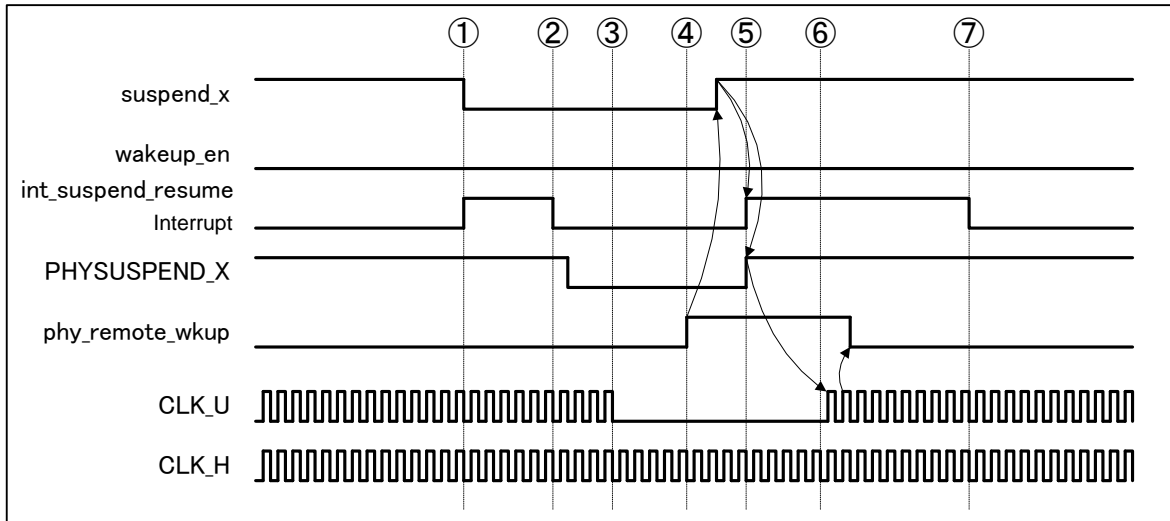 ① ② ③ ④ ⑤ ⑥ ⑦
suspend_x
wakeup_en
int_suspend_resume
Interrupt
PHYSUSPEND_X
phy_remote_wkup
CLK_U
CLK_H